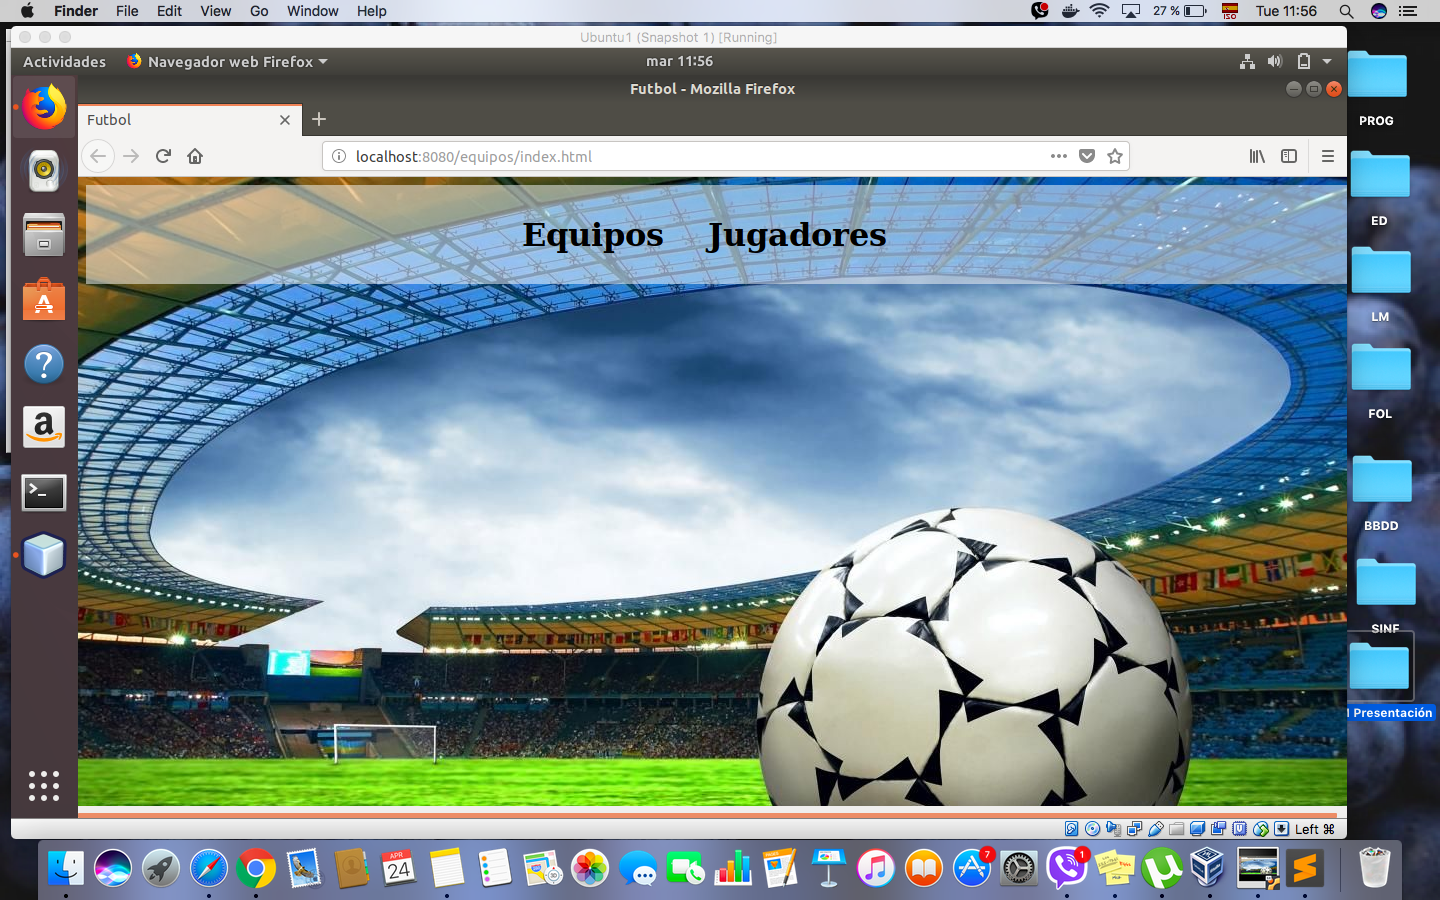 Finder File Edit View Go Window Help 27 % ISO Tue 11:56
Ubuntu1 (Snapshot 1) [Running]
Actividades Navegador web Firefox mar 11:56
Futbol - Mozilla Firefox
Futbol
localhost:8080/equipos/index.html
Equipos Jugadores
PROG
ED
LM
FOL
BBDD
SINF
Presentación
Left ⌘
APR
24
7
1